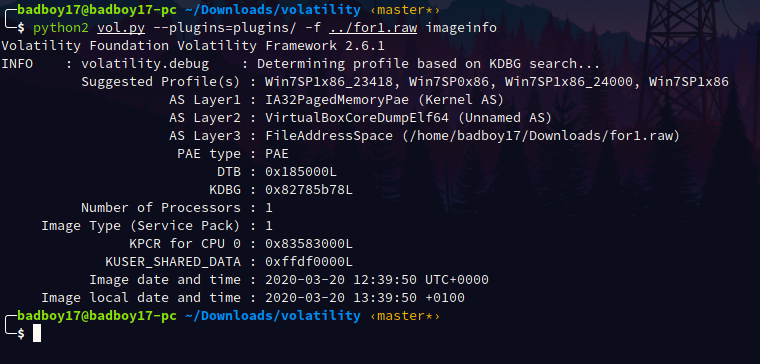 ╭─badboy17@badboy17-pc ~/Downloads/volatility ‹master*›
╰─$ python2 vol.py --plugins=plugins/ -f ../for1.raw imageinfo
Volatility Foundation Volatility Framework 2.6.1
INFO    : volatility.debug    : Determining profile based on KDBG search...
Suggested Profile(s) : Win7SP1x86_23418, Win7SP0x86, Win7SP1x86_24000, Win7SP1x86
AS Layer1 : IA32PagedMemoryPae (Kernel AS)
AS Layer2 : VirtualBoxCoreDumpElf64 (Unnamed AS)
AS Layer3 : FileAddressSpace (/home/badboy17/Downloads/for1.raw)
PAE type : PAE
DTB : 0x185000L
KDBG : 0x82785b78L
Number of Processors : 1
Image Type (Service Pack) : 1
KPCR for CPU 0 : 0x83583000L
KUSER_SHARED_DATA : 0xffdf0000L
Image date and time : 2020-03-20 12:39:50 UTC+0000
Image local date and time : 2020-03-20 13:39:50 +0100
╭─badboy17@badboy17-pc ~/Downloads/volatility ‹master*›
╰─$